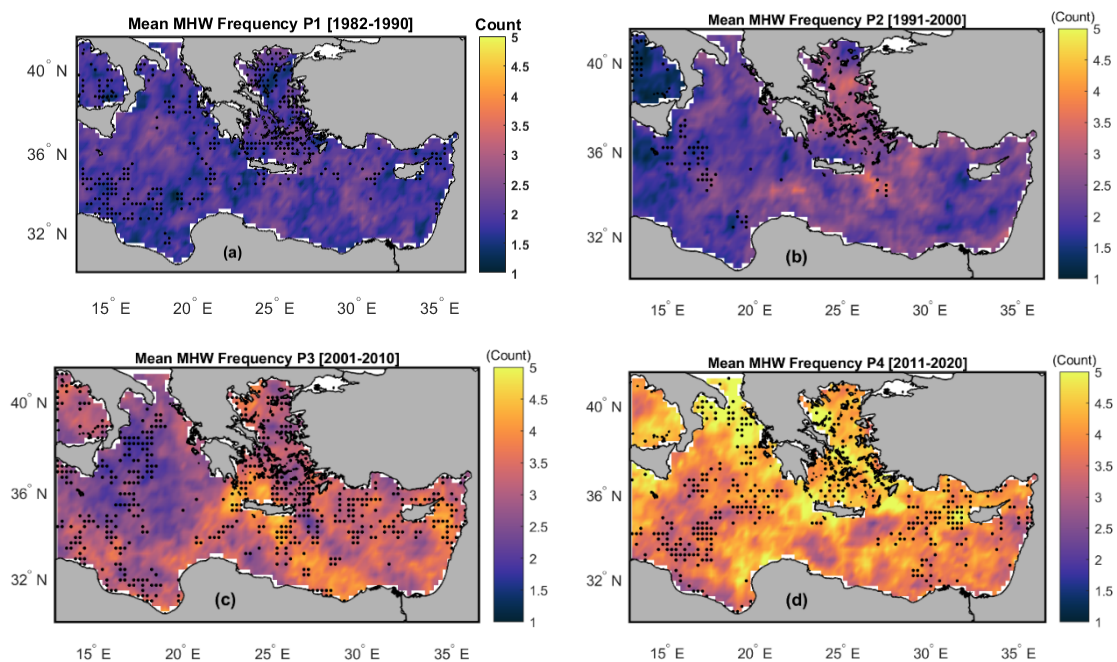 Mean MHW Frequency P1 [1982-1990]
Count
40° N
36° N
32° N
(a)
15° E
20° E
25° E
30° E
35° E
5
4.5
4
3.5
3
2.5
2
1.5
1
Mean MHW Frequency P2 [1991-2000]
(Count)
40° N
36° N
32° N
(b)
15° E
20° E
25° E
30° E
35° E
5
4.5
4
3.5
3
2.5
2
1.5
1
Mean MHW Frequency P3 [2001-2010]
(Count)
40° N
36° N
32° N
(c)
15° E
20° E
25° E
30° E
35° E
5
4.5
4
3.5
3
2.5
2
1.5
1
Mean MHW Frequency P4 [2011-2020]
(Count)
40° N
36° N
32° N
(d)
15° E
20° E
25° E
30° E
35° E
5
4.5
4
3.5
3
2.5
2
1.5
1